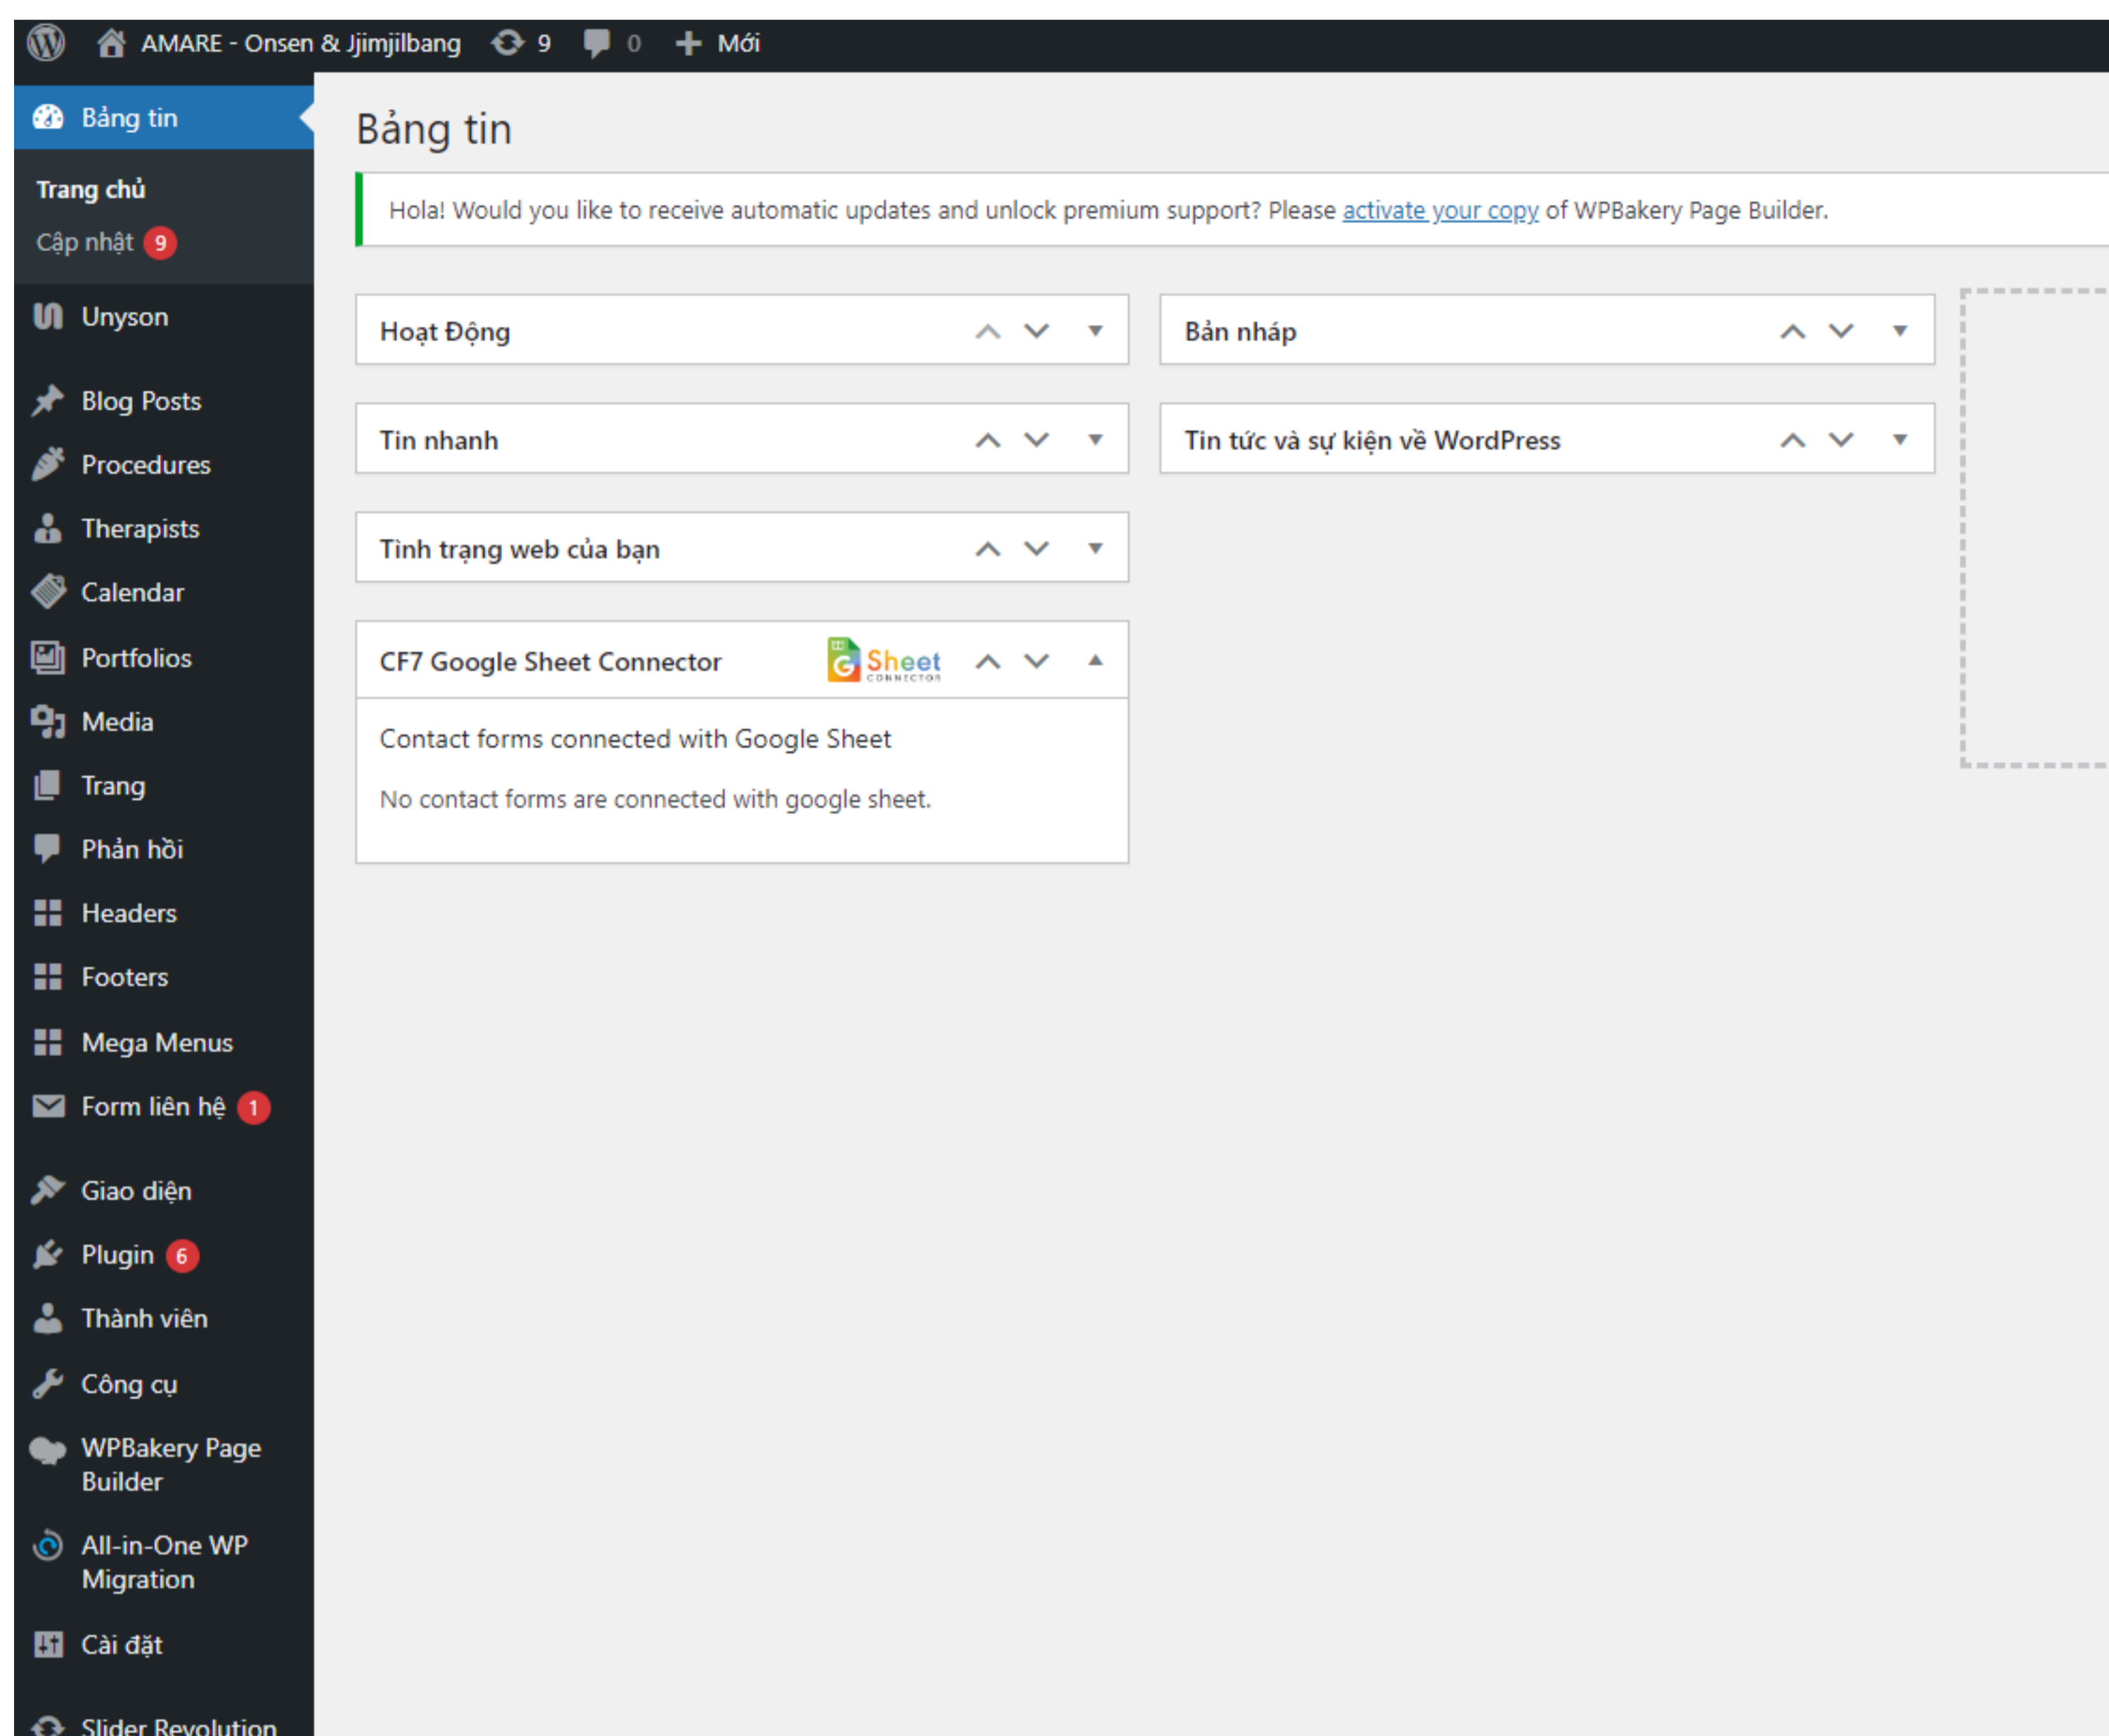 AMARE - Onsen & Jjimjilbang 9 0 Mới
Bảng tin
Trang chủ
Cập nhật 9
Unyson
Blog Posts
Procedures
Therapists
Calendar
Portfolios
Media
Trang
Phản hồi
Headers
Footers
Mega Menus
Form liên hệ 1
Giao diện
Plugin 6
Thành viên
Công cụ
WPBakery Page
Builder
All-in-One WP
Migration
Cài đặt
Slider Revolution
Bảng tin
Hola! Would you like to receive automatic updates and unlock premium support? Please activate your copy of WPBakery Page Builder.
Hoạt Động
Tin nhanh
Tình trạng web của bạn
CF7 Google Sheet Connector
Sheet
CONNECTOR
Contact forms connected with Google Sheet
No contact forms are connected with google sheet.
Bản nháp
Tin tức và sự kiện về WordPress